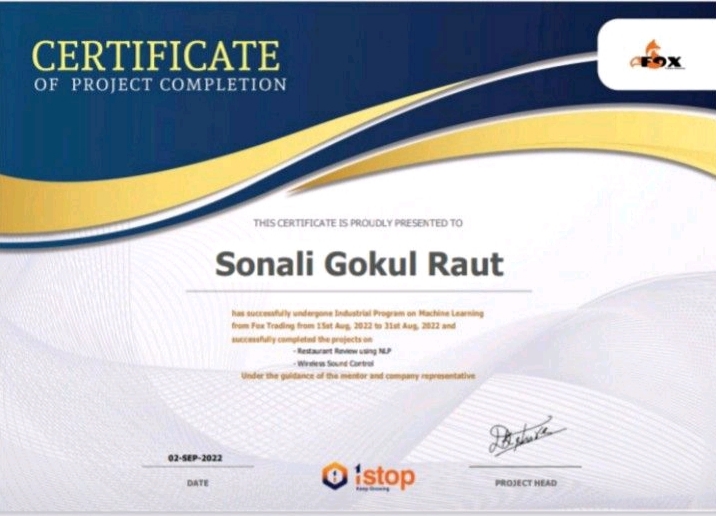 CERTIFICATE
OF PROJECT COMPLETION
FOX
THIS CERTIFICATE IS PROUDLY PRESENTED TO
Sonali Gokul Raut
has successfully undergone Industrial Program on Machine Learning
from Fox Trading from 15st Aug, 2022 to 31st Aug, 2022 and
successfully completed the projects on
- Restaurant Review using NLP
- Wireless Sound Control
Under the guidance of the mentor and company representative
02-SEP-2022
DATE
1stop
Keep Knowing
PROJECT HEAD